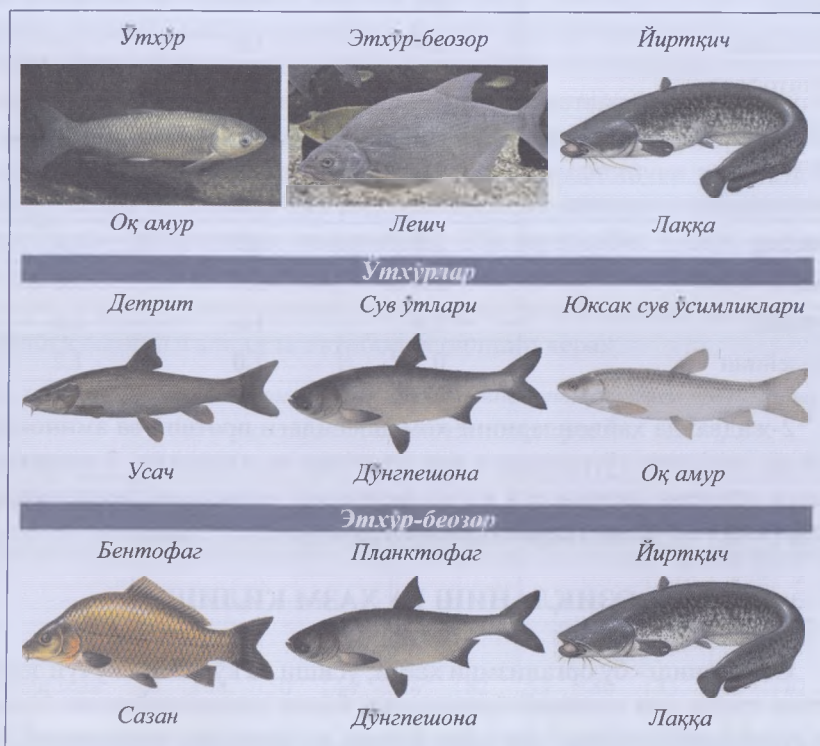 Ўтхўр Этхўр-беозор Йиртқич
Оқ амур Лешч Лаққа
Ўтхўрлар
Детрит Сув ўтлари Юксак сув ўсимликлари
Усач Дўнгпешона Оқ амур
Этхўр-беозор
Бентофаг Планктофаг Йиртқич
Сазан Дўнгпешона Лаққа